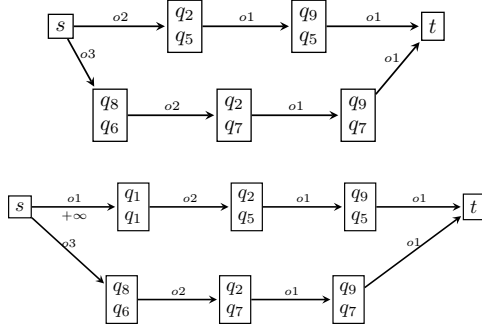 s o2 q2 o1 q9 o1 t
q5 q5
o3
q8 o2 q2 o1 q9 o1
q6 q7 q7
s o1 q1 o2 q2 o1 q9 o1 t
+∞ q1 q5 q5
o3 o1
q8 o2 q2 o1 q9
q6 q7 q7